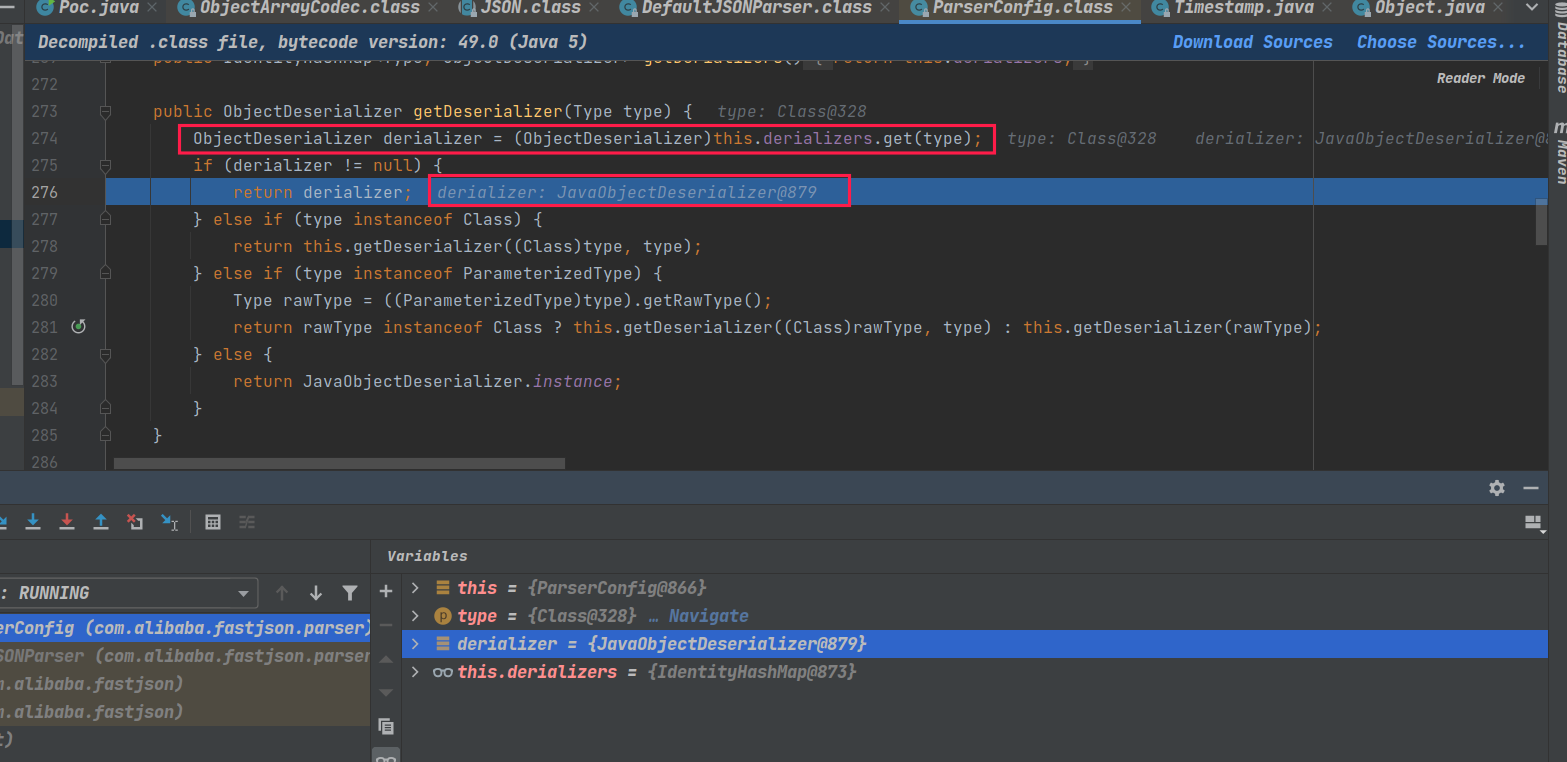 Poc.java ObjectArrayCodec.class JSON.class DefaultJSONParser.class ParserConfig.class Timestamp.java Object.java
Decompiled .class file, bytecode version: 49.0 (Java 5) Download Sources Choose Sources...
Reader Mode
272
273 public ObjectDeserializer getDeserializer(Type type) { type: Class@328
274 ObjectDeserializer derializer = (ObjectDeserializer)this.derializers.get(type); type: Class@328 derializer: JavaObjectDeserializer@8
275 if (derializer != null) {
276 return derializer; derializer: JavaObjectDeserializer@879
277 } else if (type instanceof Class) {
278 return this.getDeserializer((Class)type, type);
279 } else if (type instanceof ParameterizedType) {
280 Type rawType = ((ParameterizedType)type).getRawType();
281 return rawType instanceof Class ? this.getDeserializer((Class)rawType, type) : this.getDeserializer(rawType);
282 } else {
283 return JavaObjectDeserializer.instance;
284 }
285 }
286
Database
Maven
Variables
: RUNNING
erConfig (com.alibaba.fastjson.parser)
SONParser (com.alibaba.fastjson.parser
m.alibaba.fastjson)
m.alibaba.fastjson)
t)
this = {ParserConfig@866}
type = {Class@328} … Navigate
derializer = {JavaObjectDeserializer@879}
this.derializers = {IdentityHashMap@873}